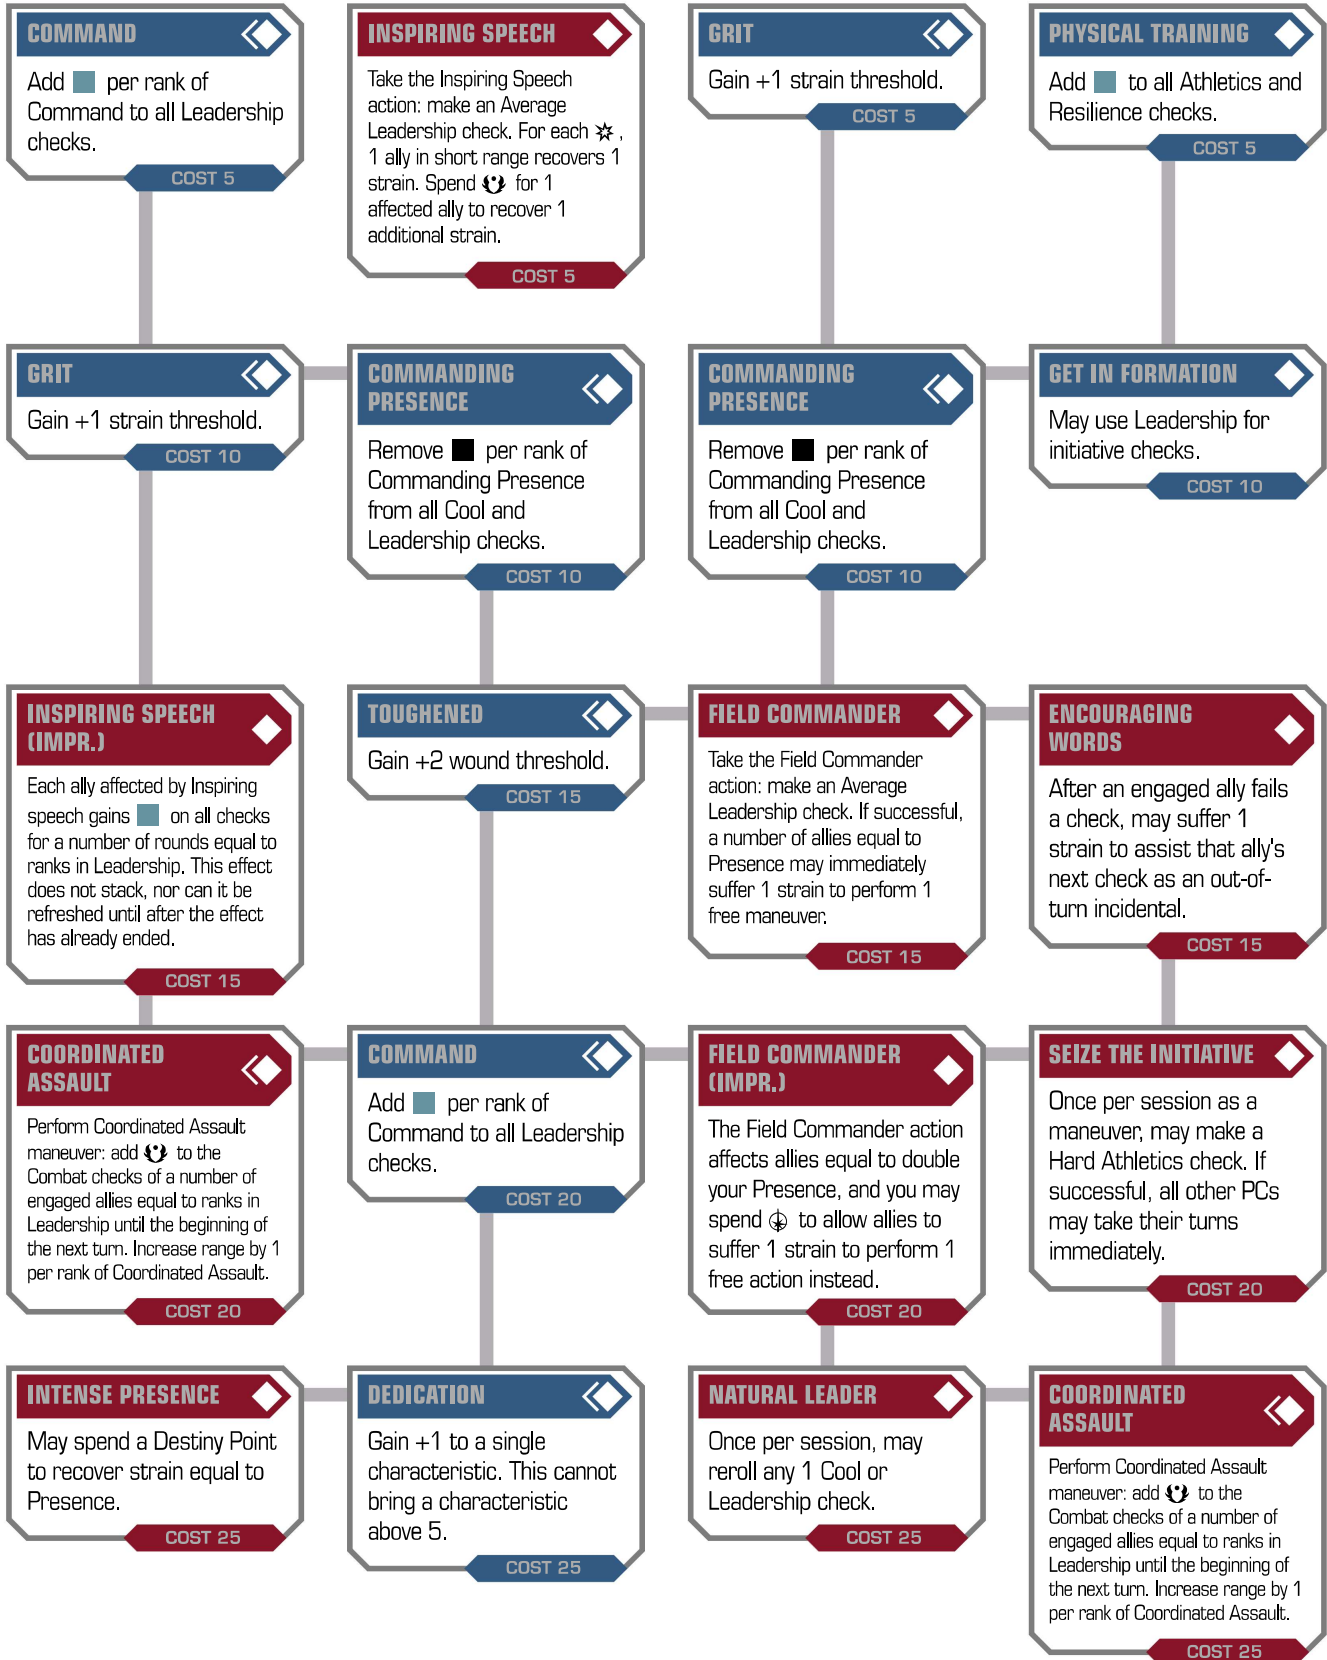 COMMAND
Add per rank of
Command to all Leadership
checks.
COST 5
INSPIRING SPEECH
Take the Inspiring Speech
action: make an Average
Leadership check. For each ,
1 ally in short range recovers 1
strain. Spend for 1
affected ally to recover 1
additional strain.
COST 5
GRIT
Gain +1 strain threshold.
COST 5
PHYSICAL TRAINING
Add to all Athletics and
Resilience checks.
COST 5
GRIT
Gain +1 strain threshold.
COST 10
COMMANDING
PRESENCE
Remove per rank of
Commanding Presence
from all Cool and
Leadership checks.
COST 10
COMMANDING
PRESENCE
Remove per rank of
Commanding Presence
from all Cool and
Leadership checks.
COST 10
GET IN FORMATION
May use Leadership for
initiative checks.
COST 10
INSPIRING SPEECH
(IMPR.)
Each ally affected by Inspiring
speech gains on all checks
for a number of rounds equal to
ranks in Leadership. This effect
does not stack, nor can it be
refreshed until after the effect
has already ended.
COST 15
TOUGHENED
Gain +2 wound threshold.
COST 15
FIELD COMMANDER
Take the Field Commander
action: make an Average
Leadership check. If successful,
a number of allies equal to
Presence may immediately
suffer 1 strain to perform 1
free maneuver.
COST 15
ENCOURAGING
WORDS
After an engaged ally fails
a check, may suffer 1
strain to assist that ally's
next check as an out-of-
turn incidental.
COST 15
COORDINATED
ASSAULT
Perform Coordinated Assault
maneuver: add to the
Combat checks of a number of
engaged allies equal to ranks in
Leadership until the beginning of
the next turn. Increase range by 1
per rank of Coordinated Assault.
COST 20
COMMAND
Add per rank of
Command to all Leadership
checks.
COST 20
FIELD COMMANDER
(IMPR.)
The Field Commander action
affects allies equal to double
your Presence, and you may
spend to allow allies to
suffer 1 strain to perform 1
free action instead.
COST 20
SEIZE THE INITIATIVE
Once per session as a
maneuver, may make a
Hard Athletics check. If
successful, all other PCs
may take their turns
immediately.
COST 20
INTENSE PRESENCE
May spend a Destiny Point
to recover strain equal to
Presence.
COST 25
DEDICATION
Gain +1 to a single
characteristic. This cannot
bring a characteristic
above 5.
COST 25
NATURAL LEADER
Once per session, may
reroll any 1 Cool or
Leadership check.
COST 25
COORDINATED
ASSAULT
Perform Coordinated Assault
maneuver: add to the
Combat checks of a number of
engaged allies equal to ranks in
Leadership until the beginning of
the next turn. Increase range by 1
per rank of Coordinated Assault.
COST 25